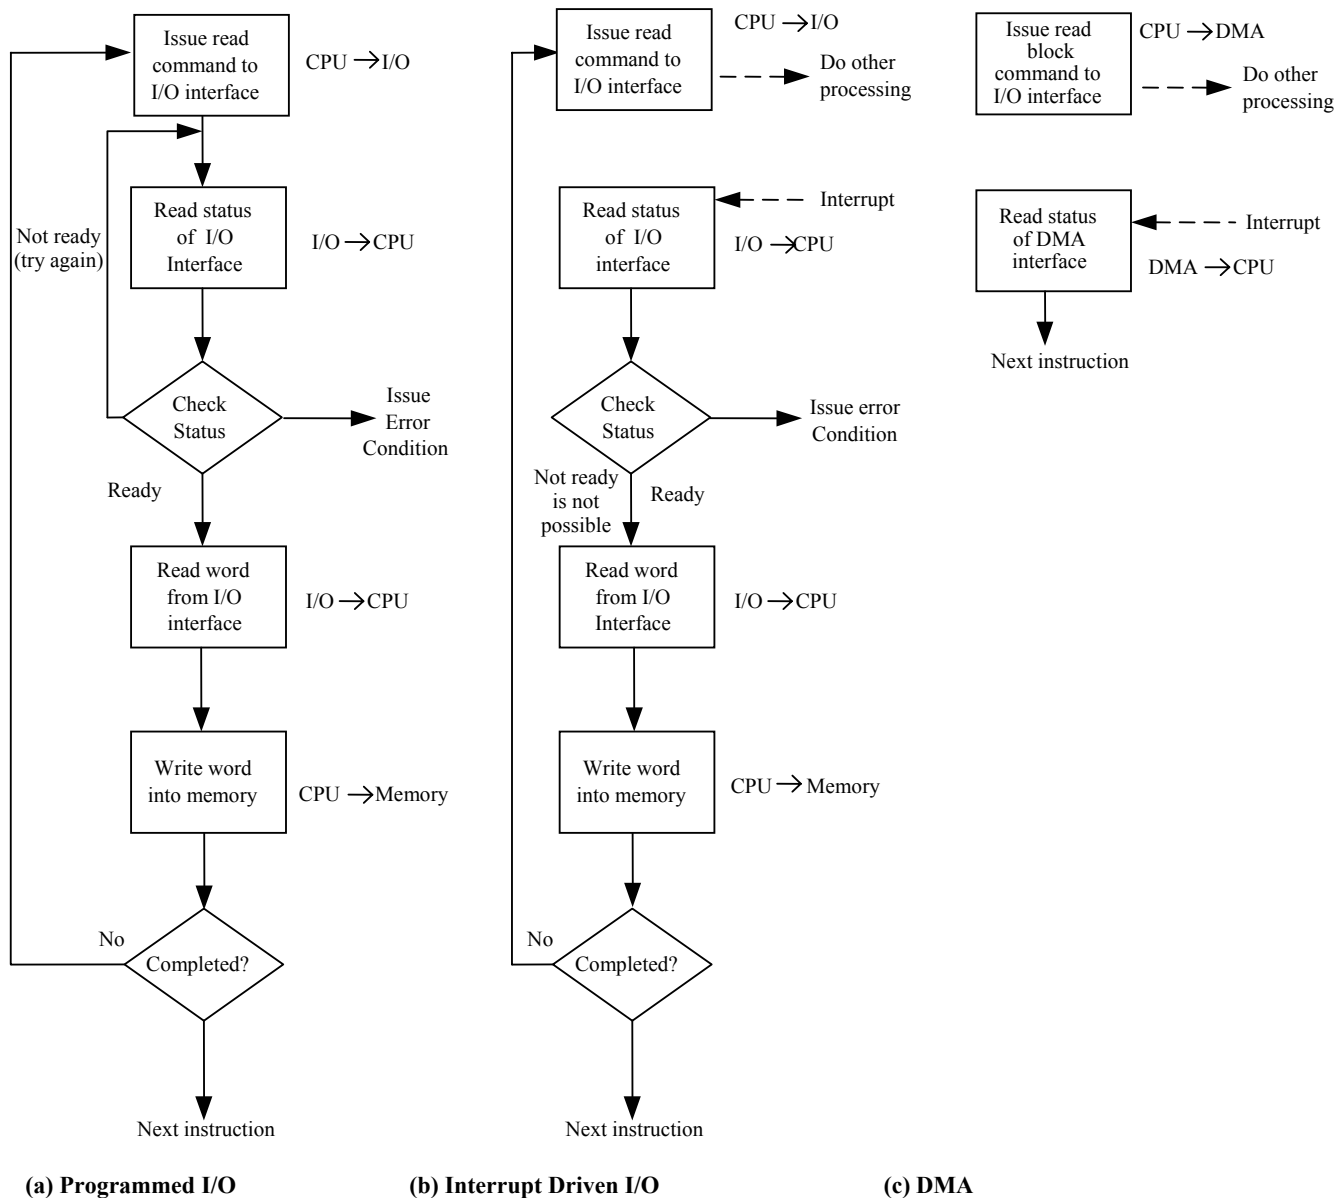 Issue read
command to
I/O interface
CPU → I/O
Not ready
(try again)
Read status
of I/O
Interface
I/O → CPU
Check
Status
Issue
Error
Condition
Ready
Read word
from I/O
interface
I/O → CPU
Write word
into memory
CPU → Memory
No
Completed?
Next instruction
(a) Programmed I/O
Issue read
command to
I/O interface
CPU → I/O
Do other
processing
Read status
of I/O
interface
Interrupt
I/O → CPU
Check
Status
Issue error
Condition
Not ready
is not
possible
Ready
Read word
from I/O
Interface
I/O → CPU
Write word
into memory
CPU → Memory
No
Completed?
Next instruction
(b) Interrupt Driven I/O
Issue read
block
command to
I/O interface
CPU → DMA
Do other
processing
Read status
of DMA
interface
Interrupt
DMA → CPU
Next instruction
(c) DMA